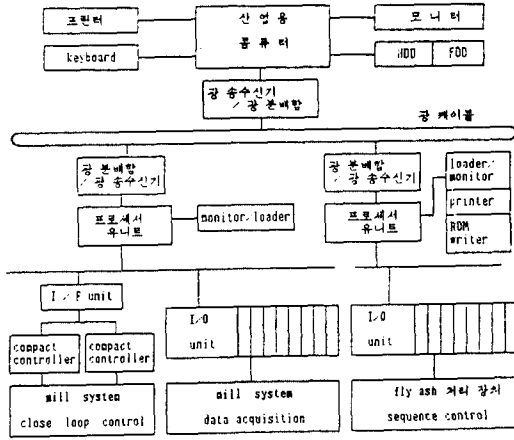 프린터
산 업 용
컴 퓨 터
모 니 터
keyboard
HDD
FDD
광 송수신기
/ 광 분배함
광 케이블
광 분배함
/ 광 송수신기
광 분배함
/ 광 송수신기
프로세서
유니트
monitor/loader
프로세서
유니트
loader/
monitor
printer
ROM
writer
I/F unit
compact
controller
compact
controller
I/O
unit
I/O
unit
mill system
close loop control
mill system
data acquisition
fly ash 처리 장치
sequence control